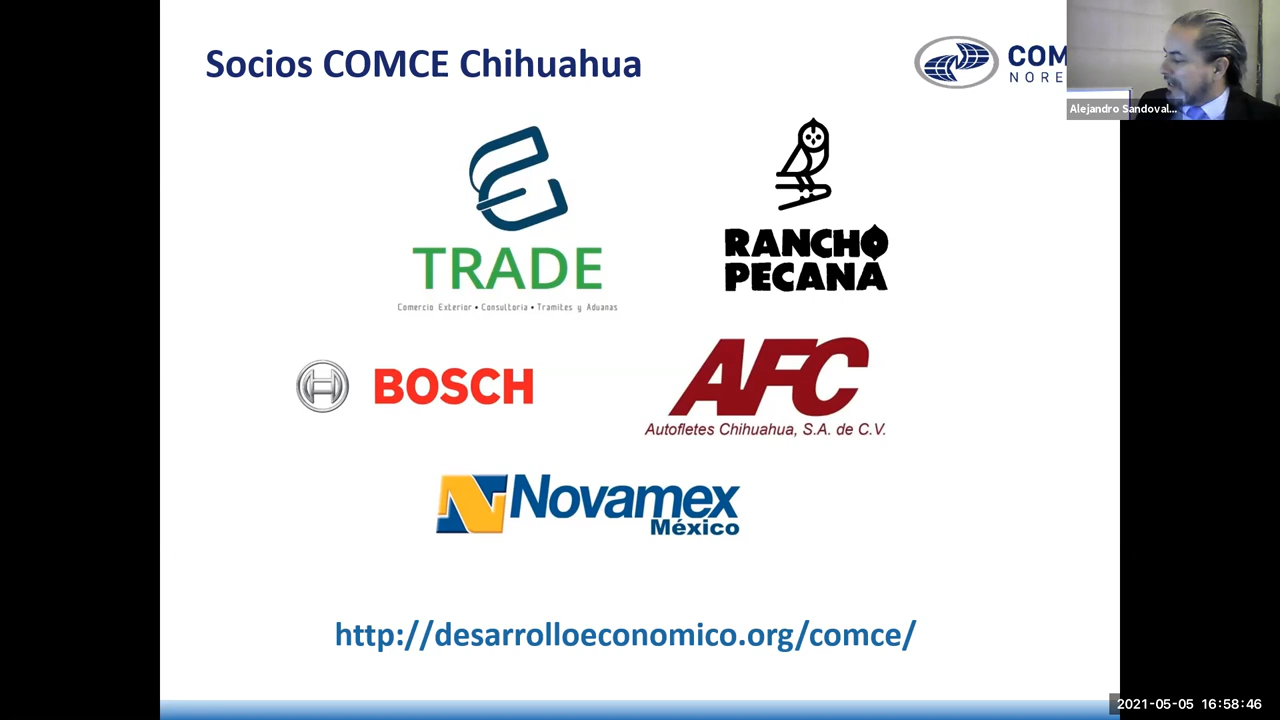 Socios COMCE Chihuahua
COM
NORE
Alejandro Sandoval...
TRADE
Comercio Exterior • Consultoria • Tramites y Aduanas
RANCHO
PECANA
BOSCH
AFC
Autofletes Chihuahua, S.A. de C.V.
Novamex
México
http://desarrolloeconomico.org/comce/
2021-05-05 16:58:46